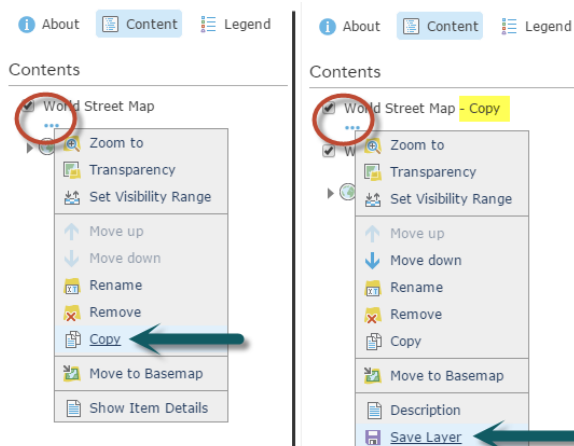 About Content Legend
Contents
World Street Map
Zoom to
Transparency
Set Visibility Range
Move up
Move down
Rename
Remove
Copy
Move to Basemap
Show Item Details
About Content Legend
Contents
World Street Map - Copy
W
Zoom to
Transparency
Set Visibility Range
Move up
Move down
Rename
Remove
Copy
Move to Basemap
Description
Save Layer